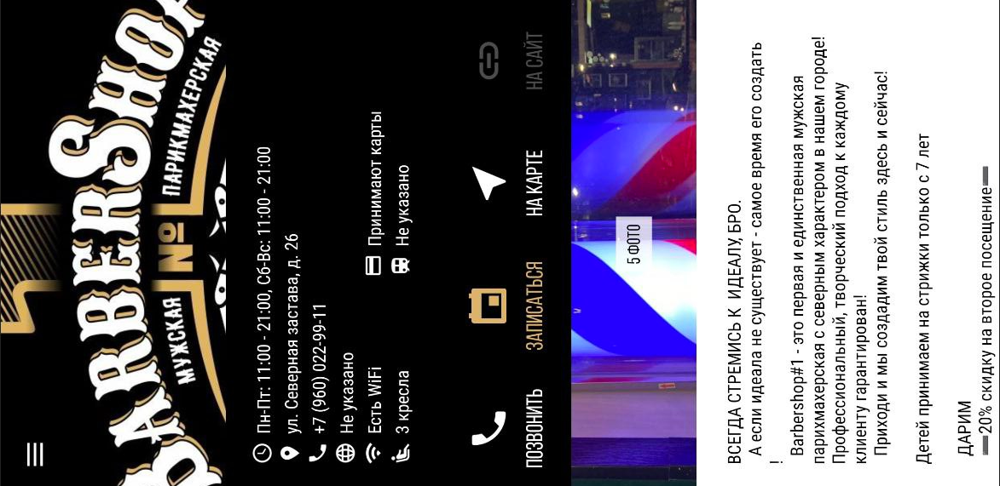 BARBERSHOP
МУЖСКАЯ № ПАРИКМАХЕРСКАЯ
Пн-Пт: 11:00 - 21:00, Сб-Вс: 11:00 - 21:00
ул. Северная застава, д. 26
+7 (960) 022-99-11
Не указано
Есть WiFi Принимают карты
3 кресла Не указано
ПОЗВОНИТЬ ЗАПИСАТЬСЯ НА КАРТЕ НА САЙТ
5 ФОТО
ВСЕГДА СТРЕМИСЬ К ИДЕАЛУ, БРО.
А если идеала не существует - самое время его создать
!
Barbershop#1 - это первая и единственная мужская
парихмахерская с северным характером в нашем городе!
Профессиональный, творческий подход к каждому
клиенту гарантирован!
Приходи и мы создадим твой стиль здесь и сейчас!
Детей принимаем на стрижки только с 7 лет
ДАРИМ
➖20% скидку на второе посещение➖